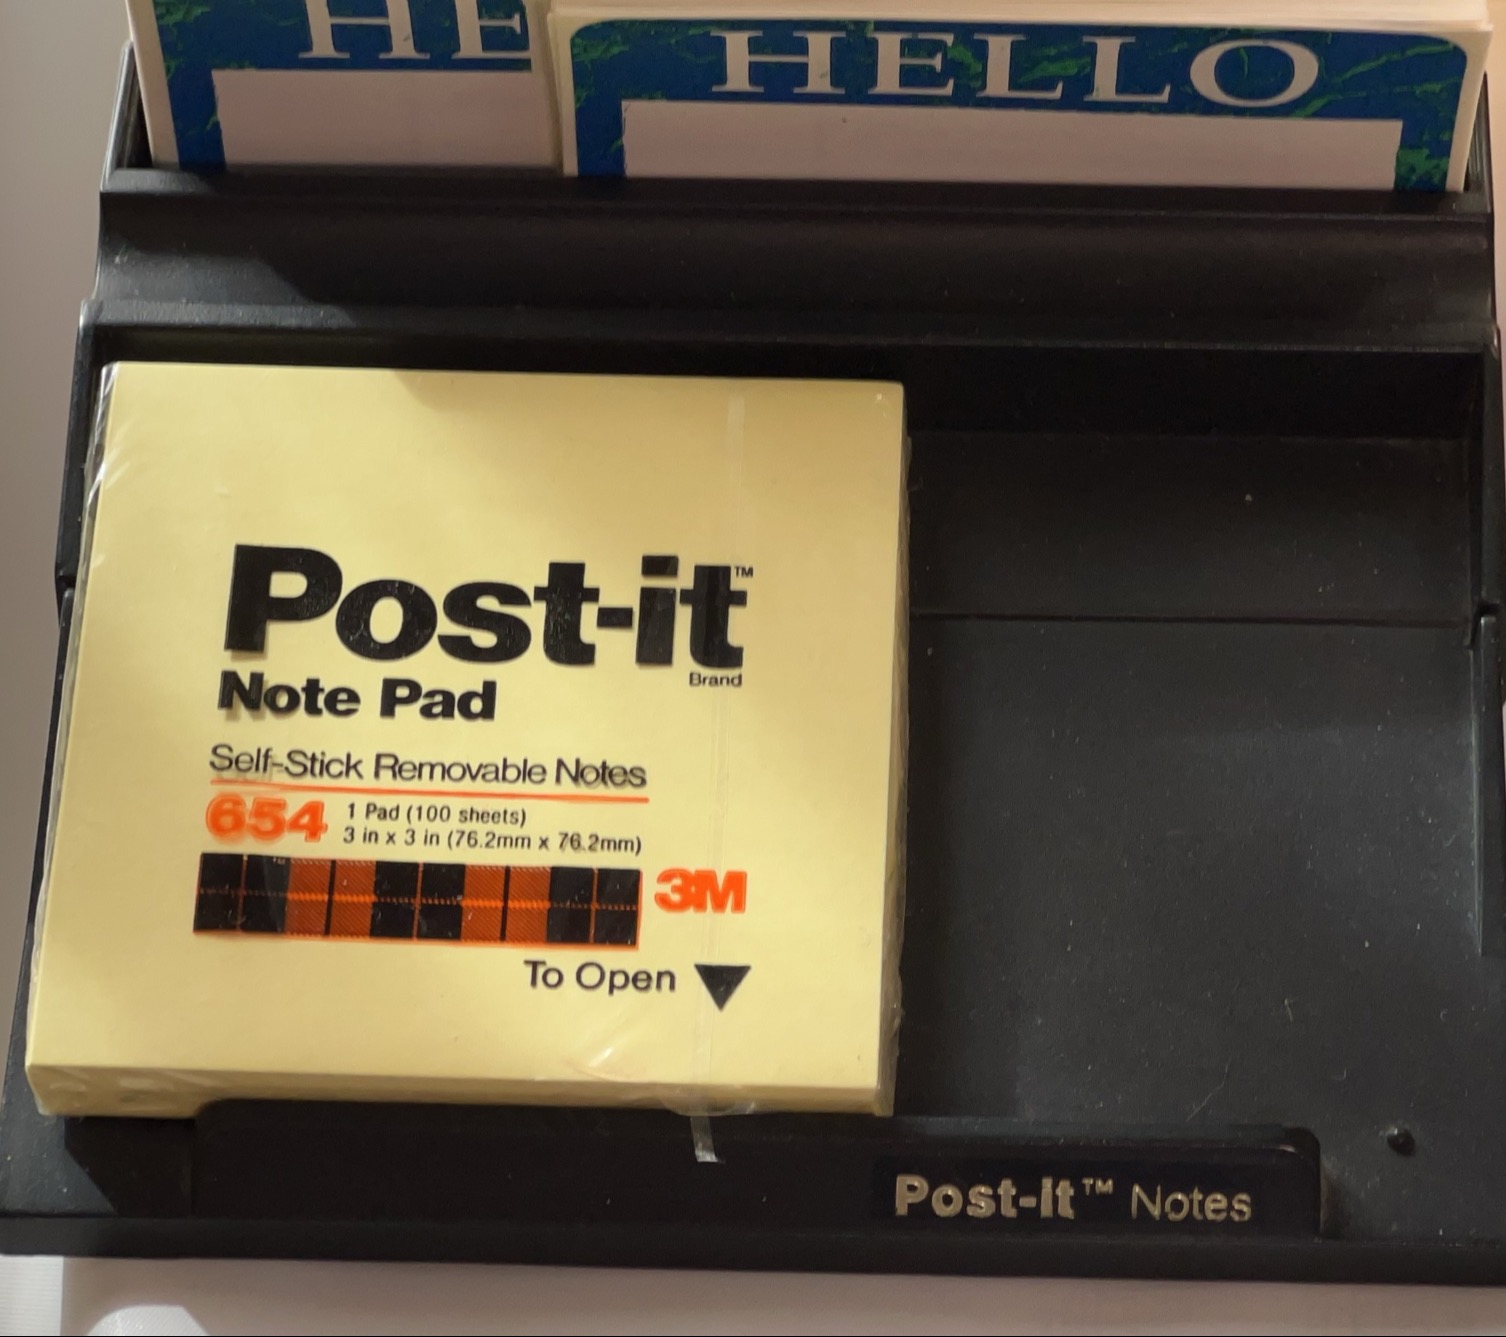 HE
HELLO
Post-it™
Brand
Note Pad
Self-Stick Removable Notes
654
1 Pad (100 sheets)
3 in x 3 in (76.2mm x 76.2mm)
3M
To Open
Post-it™ Notes